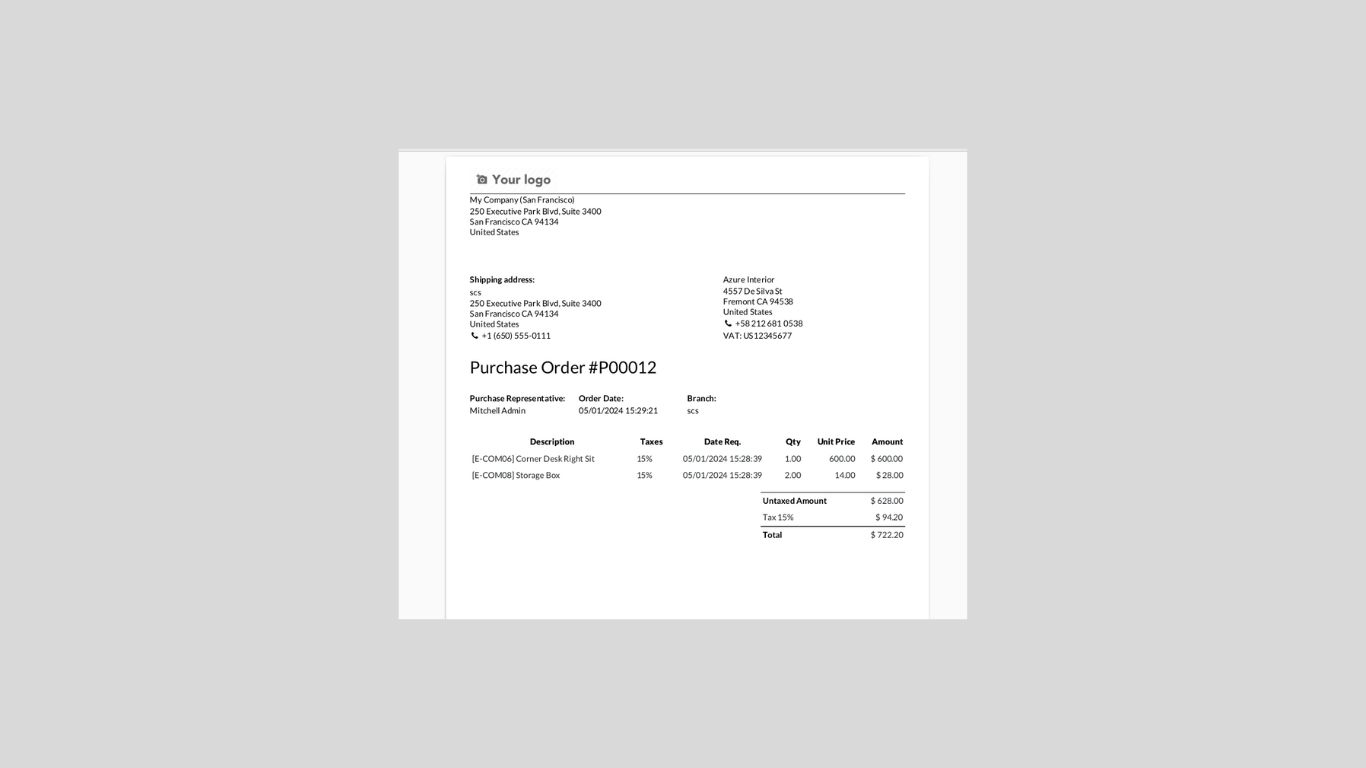 Your logo
My Company (San Francisco)
250 Executive Park Blvd, Suite 3400
San Francisco CA 94134
United States
Shipping address:
scs
250 Executive Park Blvd, Suite 3400
San Francisco CA 94134
United States
+1 (650) 555-0111
Azure Interior
4557 De Silva St
Fremont CA 94538
United States
+58 212 681 0538
VAT: US12345677
Purchase Order #P00012
Purchase Representative: Order Date: Branch:
Mitchell Admin 05/01/2024 15:29:21 scs
Description Taxes Date Req. Qty Unit Price Amount
[E-COM06] Corner Desk Right Sit 15% 05/01/2024 15:28:39 1.00 600.00 $ 600.00
[E-COM08] Storage Box 15% 05/01/2024 15:28:39 2.00 14.00 $ 28.00
Untaxed Amount $ 628.00
Tax 15% $ 94.20
Total $ 722.20